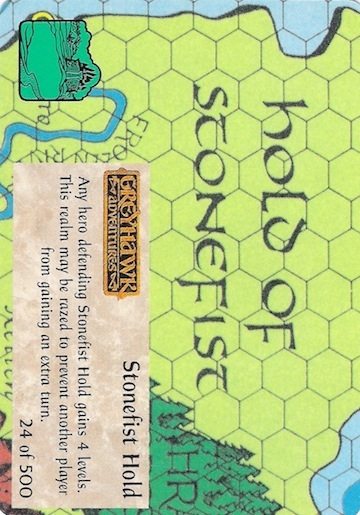 HOLD OF
STONEFIST
GREYHAWK
ADVENTURES
Stonefist Hold
Any hero defending Stonefist Hold gains 4 levels.
This realm may be razed to prevent another player
from gaining an extra turn.
24 of 500